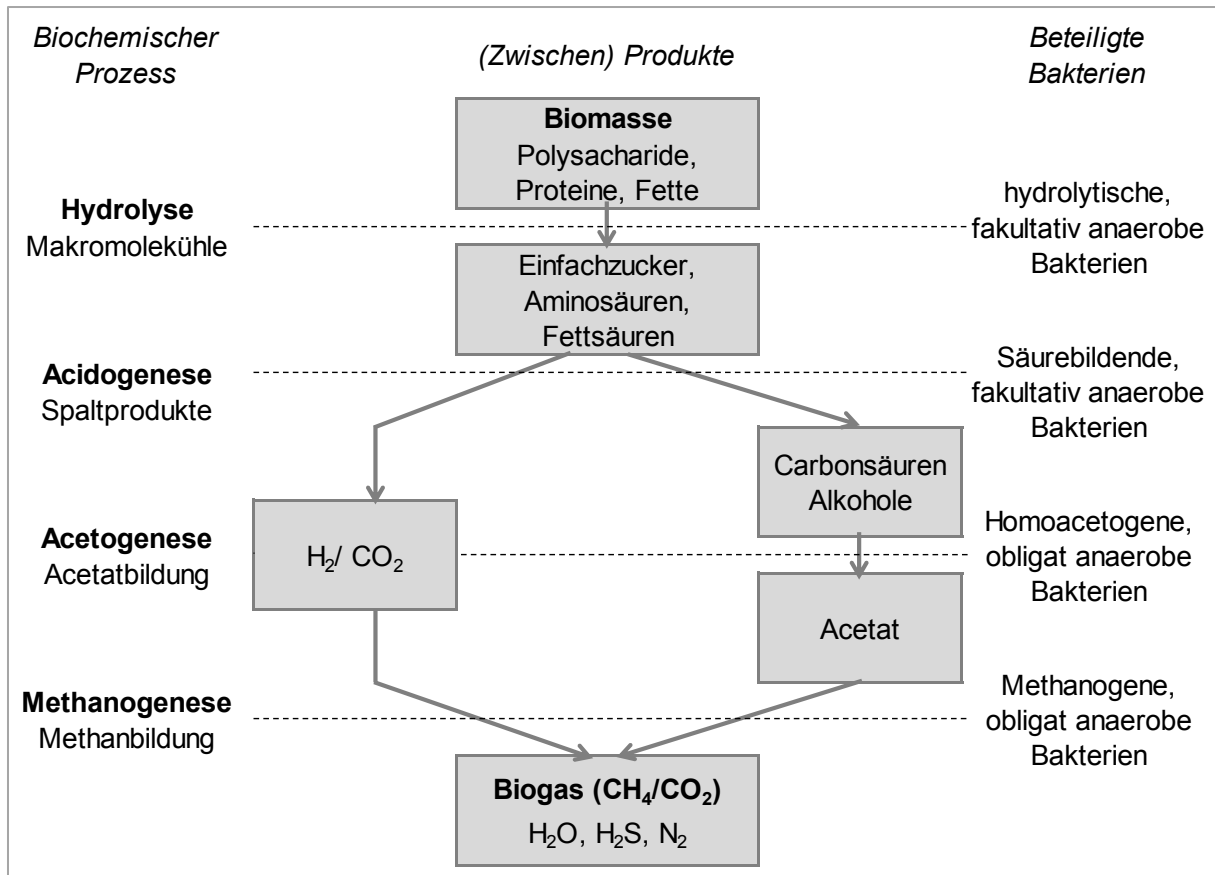 Biochemischer
Prozess
(Zwischen) Produkte
Beteiligte
Bakterien
Biomasse
Polysacharide,
Proteine, Fette
Hydrolyse
Makromolekühle
hydrolytische,
fakultativ anaerobe
Bakterien
Einfachzucker,
Aminosäuren,
Fettsäuren
Acidogenese
Spaltprodukte
Säurebildende,
fakultativ anaerobe
Bakterien
Carbonsäuren
Alkohole
Acetogenese
Acetatbildung
H₂/ CO₂
Homoacetogene,
obligat anaerobe
Bakterien
Acetat
Methanogenese
Methanbildung
Methanogene,
obligat anaerobe
Bakterien
Biogas (CH₄/CO₂)
H₂O, H₂S, N₂